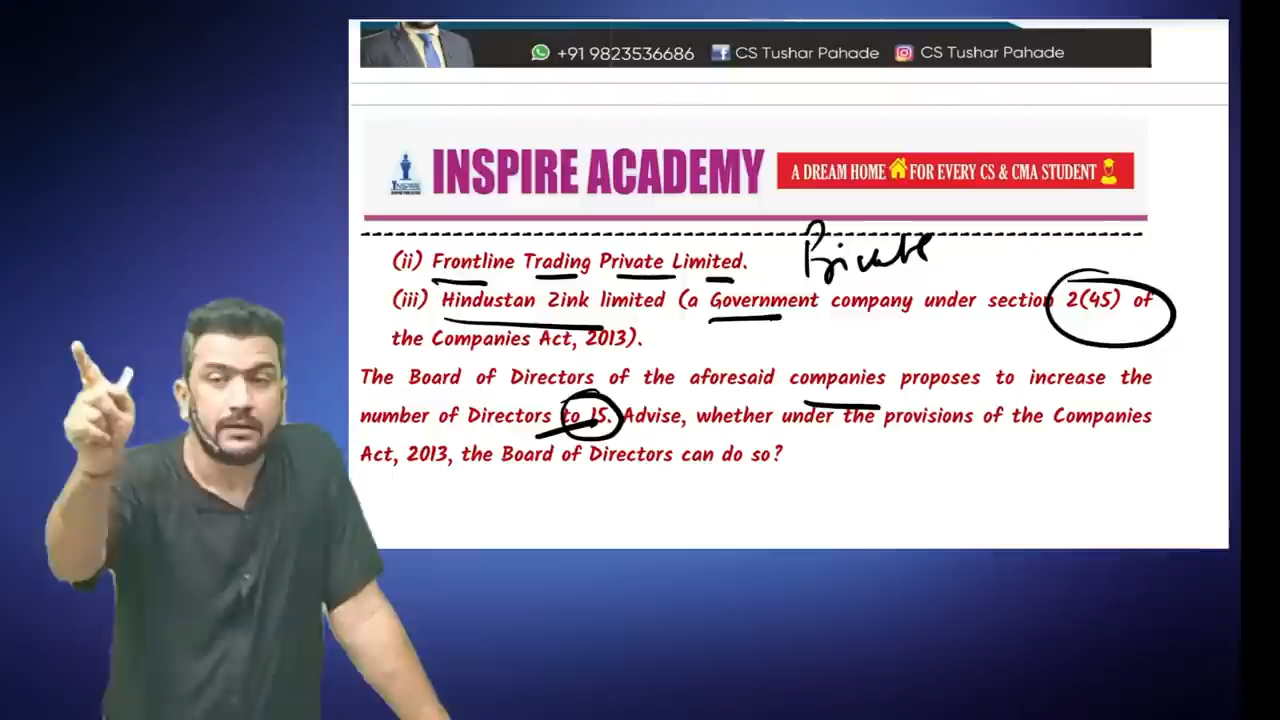 +91 9823536686 CS Tushar Pahade CS Tushar Pahade
INSPIRE
INSPIRE ACADEMY
A DREAM HOME FOR EVERY CS & CMA STUDENT
(ii) Frontline Trading Private Limited. Private
(iii) Hindustan Zink limited (a Government company under section 2(45) of
the Companies Act, 2013).
The Board of Directors of the aforesaid companies proposes to increase the
number of Directors to 15. Advise, whether under the provisions of the Companies
Act, 2013, the Board of Directors can do so?